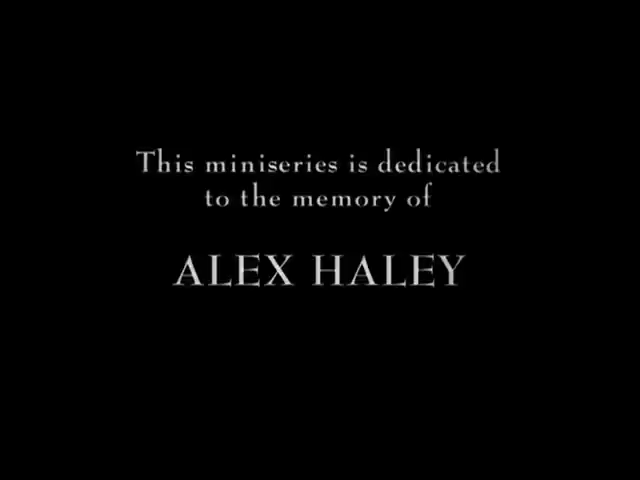 This miniseries is dedicated
to the memory of
ALEX HALEY